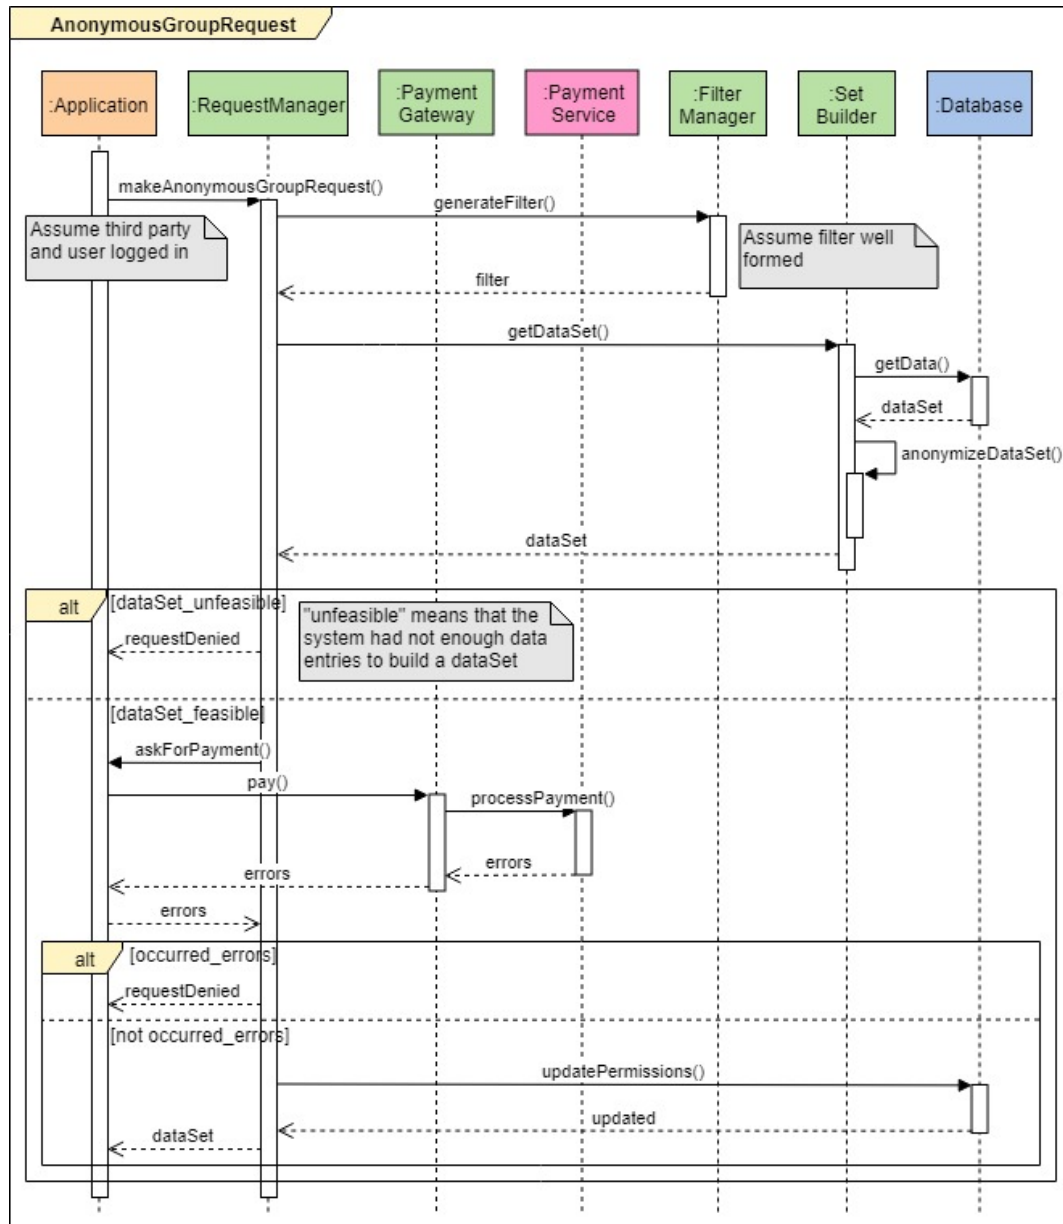 AnonymousGroupRequest
:Application
:RequestManager
:Payment
Gateway
:Payment
Service
:Filter
Manager
:Set
Builder
:Database
makeAnonymousGroupRequest()
generateFilter()
Assume third party
and user logged in
Assume filter well
formed
filter
getDataSet()
getData()
dataSet
anonymizeDataSet()
dataSet
alt
[dataSet_unfeasible]
"unfeasible" means that the
system had not enough data
entries to build a dataSet
requestDenied
[dataSet_feasible]
askForPayment()
pay()
processPayment()
errors
errors
errors
alt
[occurred_errors]
requestDenied
[not occurred_errors]
updatePermissions()
updated
dataSet